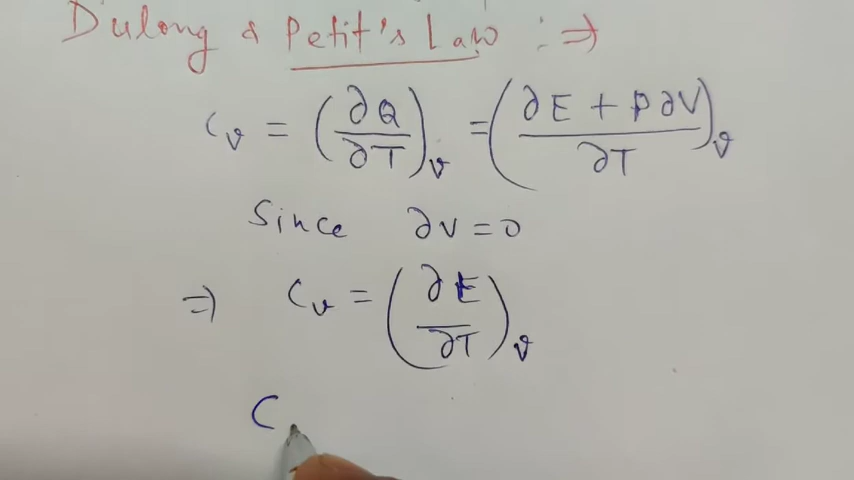 Dulong & Petit's Law :⇒
Cv = (∂Q/∂T)v = (∂E + P∂V/∂T)v
Since ∂V = 0
⇒ Cv = (∂E/∂T)v
C